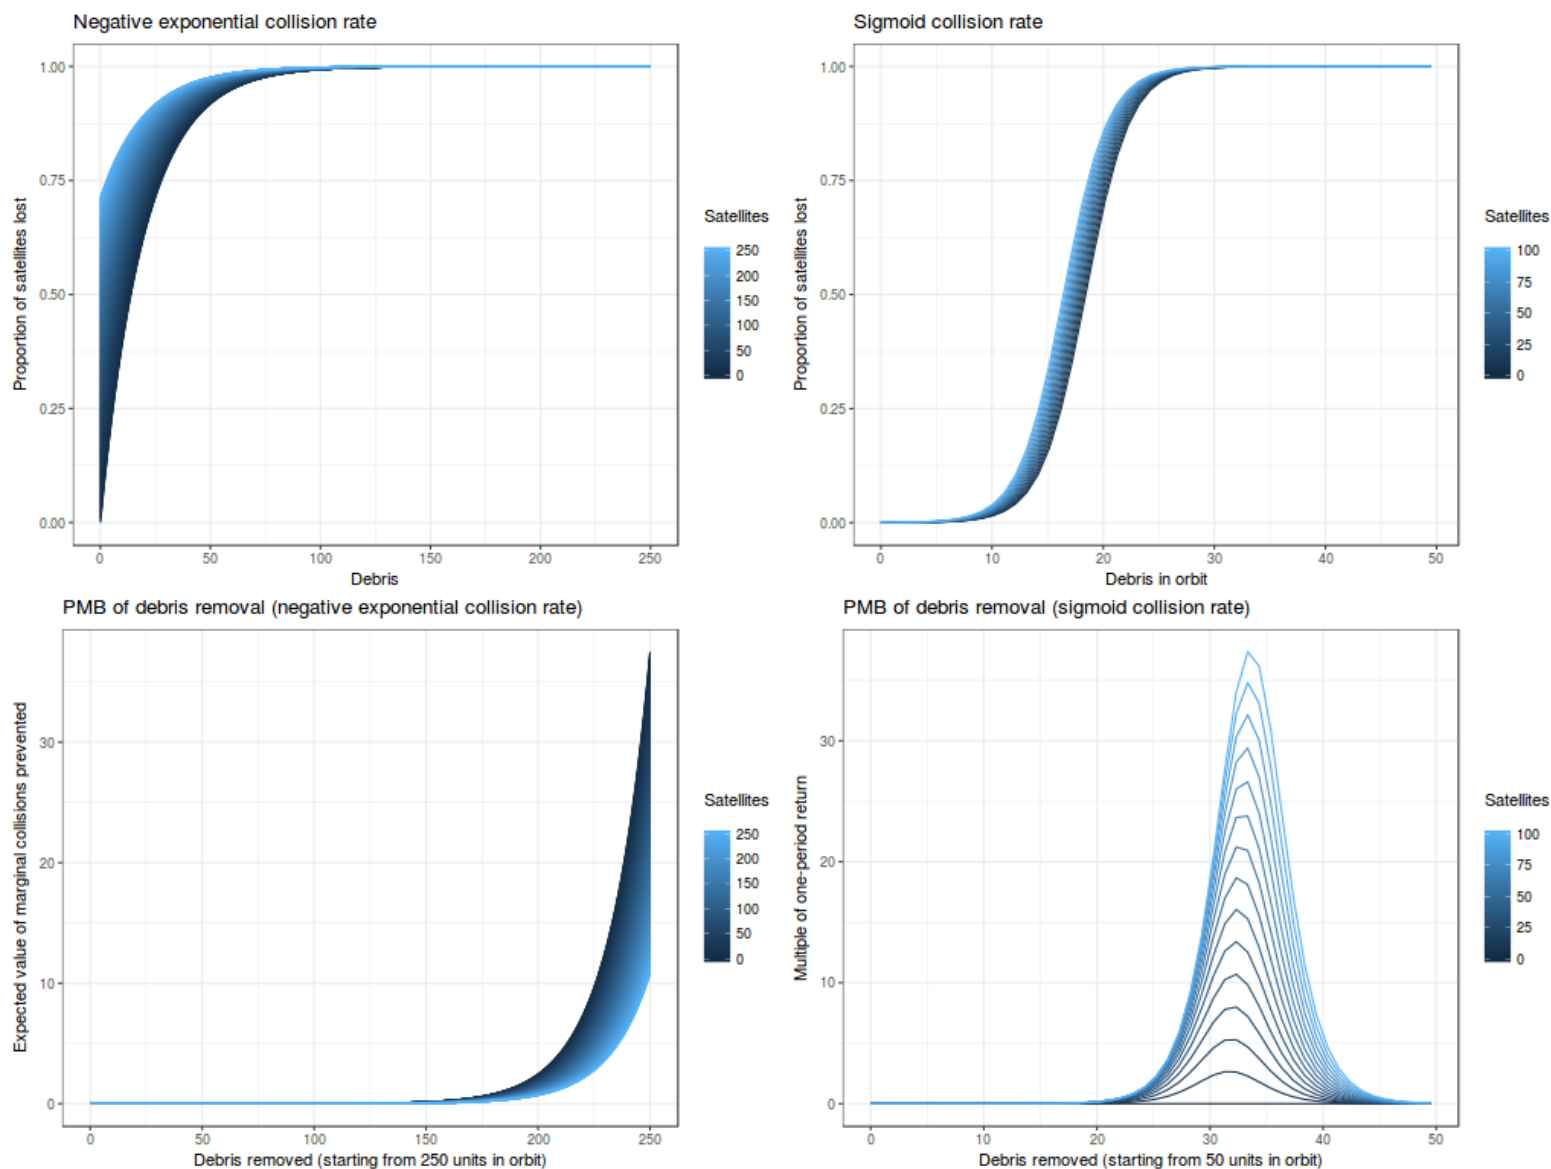 Negative exponential collision rate
Proportion of satellites lost
1.00
0.75
0.50
0.25
0.00
0 50 100 150 200 250
Debris
Satellites
250
200
150
100
50
0
Sigmoid collision rate
Proportion of satellites lost
1.00
0.75
0.50
0.25
0.00
0 10 20 30 40 50
Debris in orbit
Satellites
100
75
50
25
0
PMB of debris removal (negative exponential collision rate)
Expected value of marginal collisions prevented
30
20
10
0
0 50 100 150 200 250
Debris removed (starting from 250 units in orbit)
Satellites
250
200
150
100
50
0
PMB of debris removal (sigmoid collision rate)
Multiple of one-period return
30
20
10
0
0 10 20 30 40 50
Debris removed (starting from 50 units in orbit)
Satellites
100
75
50
25
0